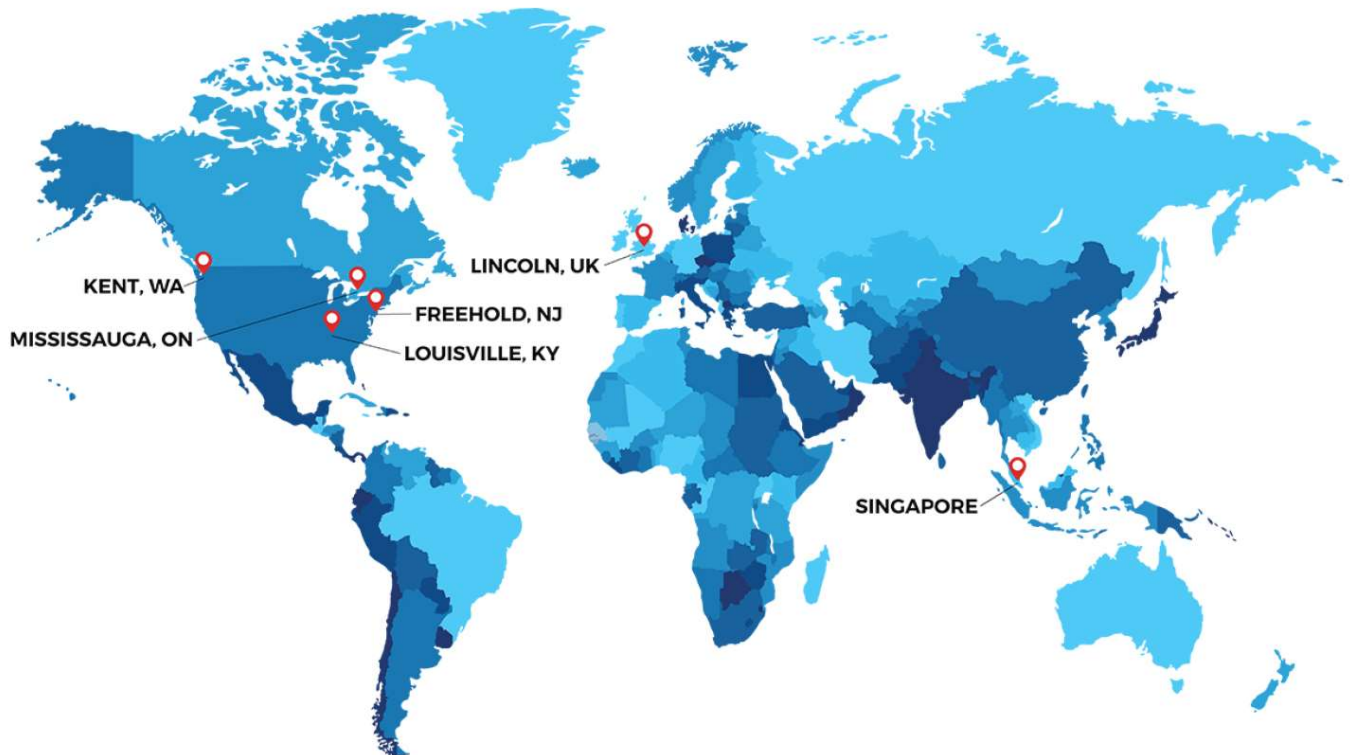 LINCOLN, UK
KENT, WA
FREEHOLD, NJ
MISSISSAUGA, ON
LOUISVILLE, KY
SINGAPORE